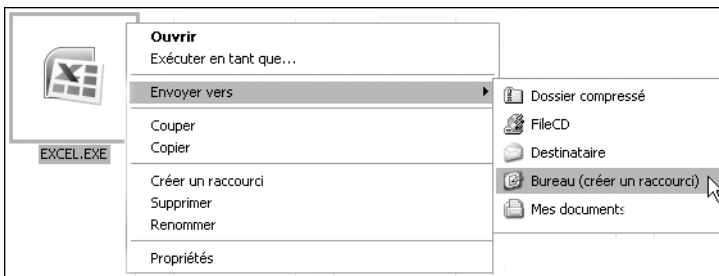 Ouvrir
Exécuter en tant que...
Envoyer vers
Couper
Copier
Créer un raccourci
Supprimer
Renommer
Propriétés
EXCEL.EXE
Dossier compressé
FileCD
Destinataire
Bureau (créer un raccourci)
Mes documents